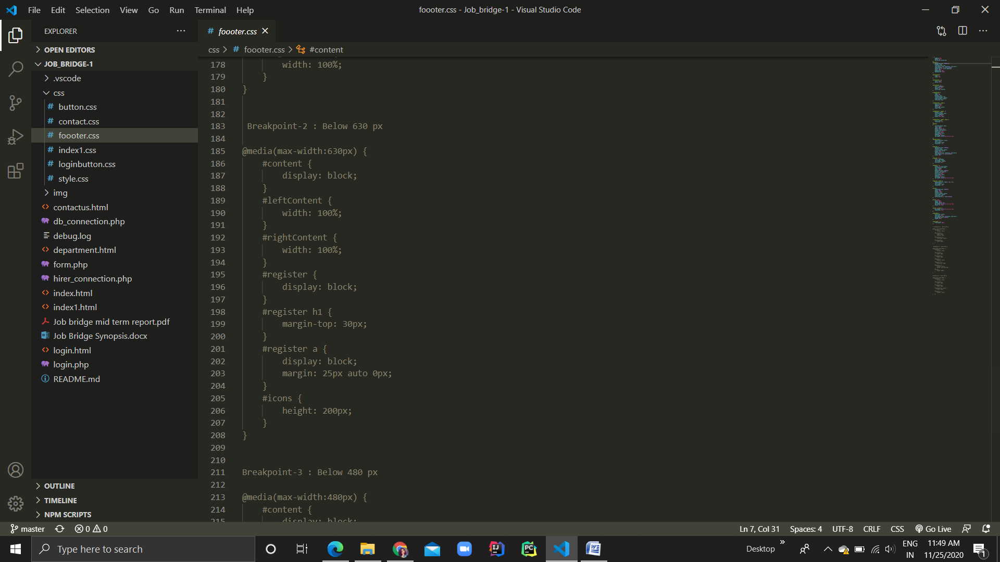 File Edit Selection View Go Run Terminal Help
foooter.css - Job_bridge-1 - Visual Studio Code
EXPLORER
OPEN EDITORS
JOB_BRIDGE-1
.vscode
css
# button.css
# contact.css
# foooter.css
# index1.css
# loginbutton.css
# style.css
img
contactus.html
db_connection.php
debug.log
department.html
form.php
hirer_connection.php
index.html
index1.html
Job bridge mid term report.pdf
Job Bridge Synopsis.docx
login.html
login.php
README.md
OUTLINE
TIMELINE
NPM SCRIPTS
# foooter.css
css > # foooter.css > #content
178 width: 100%;
179 }
180 }
181
182
183 Breakpoint-2 : Below 630 px
184
185 @media(max-width:630px) {
186 #content {
187 display: block;
188 }
189 #leftContent {
190 width: 100%;
191 }
192 #rightContent {
193 width: 100%;
194 }
195 #register {
196 display: block;
197 }
198 #register h1 {
199 margin-top: 30px;
200 }
201 #register a {
202 display: block;
203 margin: 25px auto 0px;
204 }
205 #icons {
206 height: 200px;
207 }
208 }
209
210
211 Breakpoint-3 : Below 480 px
212
213 @media(max-width:480px) {
214 #content {
215 display: block;
master 0 0 Ln 7, Col 31 Spaces: 4 UTF-8 CRLF CSS Go Live
Type here to search
Desktop
ENG
IN
11:49 AM
11/25/2020
1